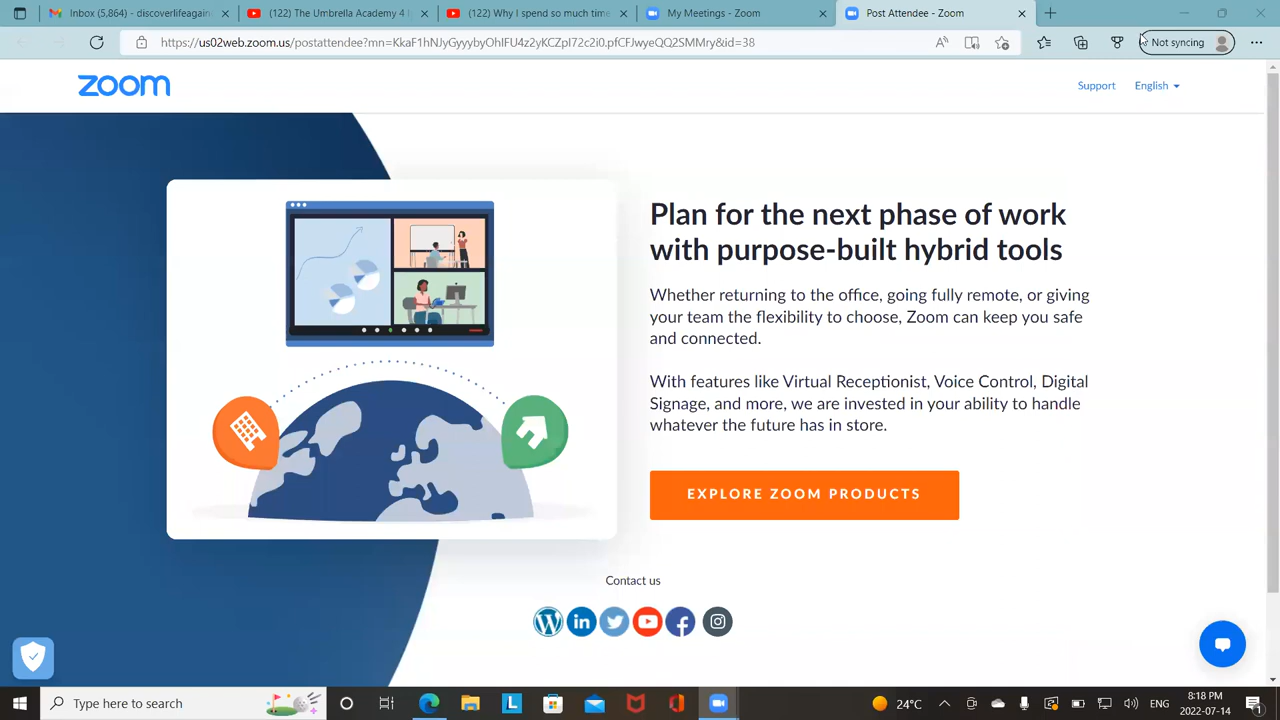 Inbox (5,864) - discoverlifeagain
(122) The Umbrella Academy 4 I
(122) Why I spend so much time
My Meetings - Zoom
Post Attendee - Zoom
https://us02web.zoom.us/postattendee?mn=KkaF1hNJyGyyybyOhIFU4z2yKCZpI72c2i0.pfCFJwyeQQ2SMMry&id=38
Not syncing
zoom
Support
English
Plan for the next phase of work
with purpose-built hybrid tools
Whether returning to the office, going fully remote, or giving
your team the flexibility to choose, Zoom can keep you safe
and connected.
With features like Virtual Receptionist, Voice Control, Digital
Signage, and more, we are invested in your ability to handle
whatever the future has in store.
EXPLORE ZOOM PRODUCTS
Contact us
Type here to search
24°C
ENG
8:18 PM
2022-07-14